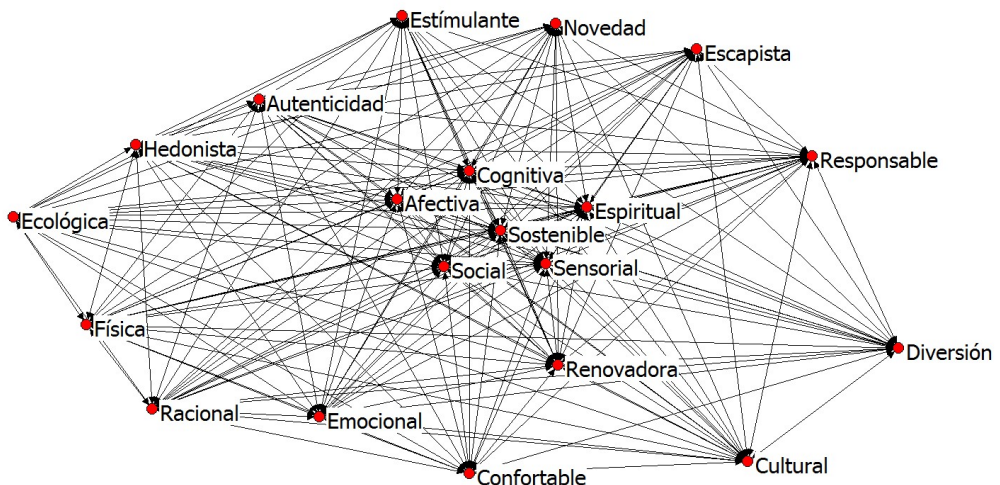 Estímulante
Novedad
Escapista
Autenticidad
Hedonista
Responsable
Cognitiva
Afectiva
Espiritual
Ecológica
Sostenible
Social
Sensorial
Física
Diversión
Renovadora
Racional
Emocional
Cultural
Confortable